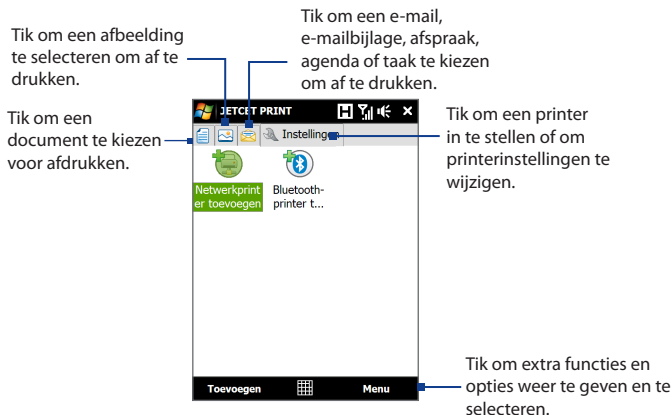 Tik om een afbeelding
te selecteren om af te
drukken.
Tik om een e-mail,
e-mailbijlage, afspraak,
agenda of taak te kiezen
om af te drukken.
Tik om een
document te kiezen
voor afdrukken.
Tik om een printer
in te stellen of om
printerinstellingen te
wijzigen.
JETCET PRINT
H
Instellinge
Netwerkprint
er toevoegen
Bluetooth-
printer t...
Toevoegen
Menu
Tik om extra functies en
opties weer te geven en te
selecteren.